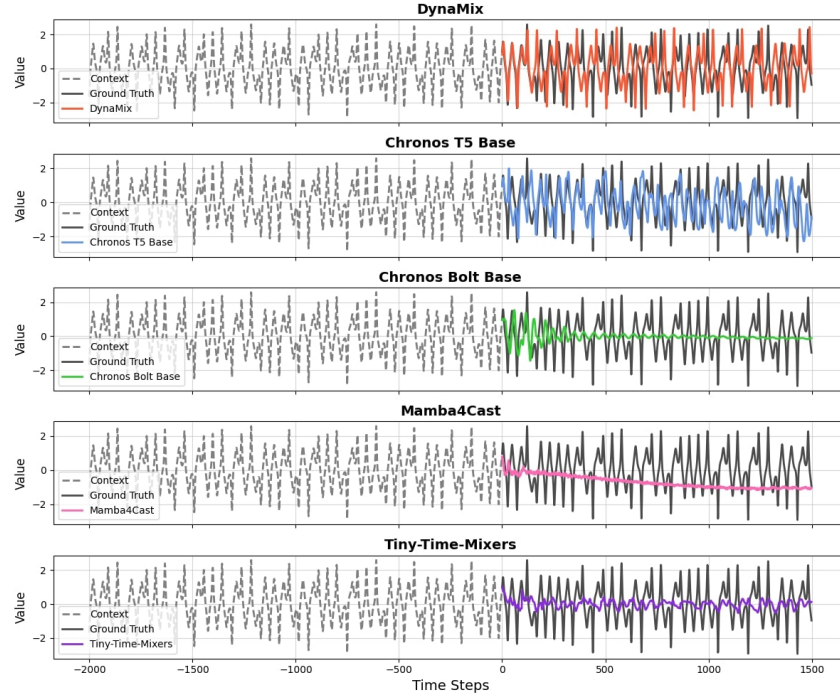 DynaMix
Value
2
0
−2
Context
Ground Truth
DynaMix
Chronos T5 Base
Value
2
0
−2
Context
Ground Truth
Chronos T5 Base
Chronos Bolt Base
Value
2
0
−2
Context
Ground Truth
Chronos Bolt Base
Mamba4Cast
Value
2
0
−2
Context
Ground Truth
Mamba4Cast
Tiny-Time-Mixers
Value
2
0
−2
Context
Ground Truth
Tiny-Time-Mixers
−2000 −1500 −1000 −500 0 500 1000 1500
Time Steps